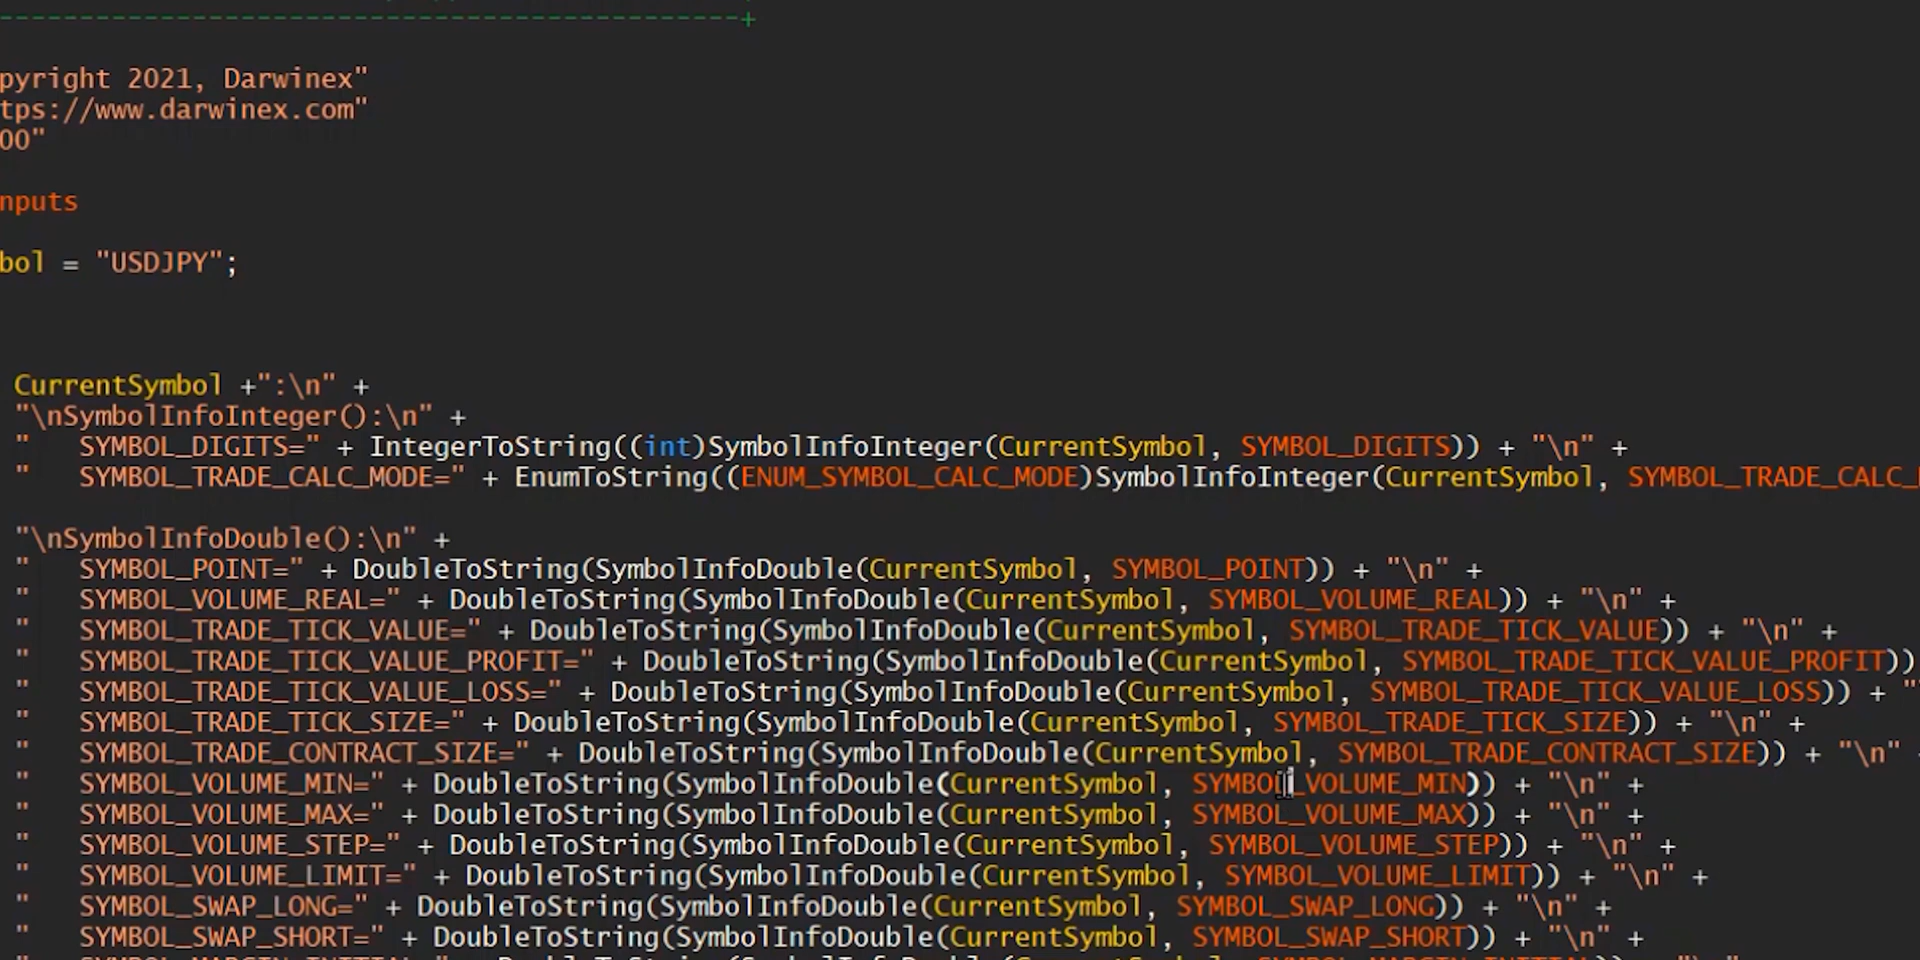 -----------------------------------------------+
pyright 2021, Darwinex"
tps://www.darwinex.com"
00"
nputs
bol = "USDJPY";
CurrentSymbol +":\n" +
"\nSymbolInfoInteger():\n" +
"   SYMBOL_DIGITS=" + IntegerToString((int)SymbolInfoInteger(CurrentSymbol, SYMBOL_DIGITS)) + "\n" +
"   SYMBOL_TRADE_CALC_MODE=" + EnumToString((ENUM_SYMBOL_CALC_MODE)SymbolInfoInteger(CurrentSymbol, SYMBOL_TRADE_CALC_
"\nSymbolInfoDouble():\n" +
"   SYMBOL_POINT=" + DoubleToString(SymbolInfoDouble(CurrentSymbol, SYMBOL_POINT)) + "\n" +
"   SYMBOL_VOLUME_REAL=" + DoubleToString(SymbolInfoDouble(CurrentSymbol, SYMBOL_VOLUME_REAL)) + "\n" +
"   SYMBOL_TRADE_TICK_VALUE=" + DoubleToString(SymbolInfoDouble(CurrentSymbol, SYMBOL_TRADE_TICK_VALUE)) + "\n" +
"   SYMBOL_TRADE_TICK_VALUE_PROFIT=" + DoubleToString(SymbolInfoDouble(CurrentSymbol, SYMBOL_TRADE_TICK_VALUE_PROFIT))
"   SYMBOL_TRADE_TICK_VALUE_LOSS=" + DoubleToString(SymbolInfoDouble(CurrentSymbol, SYMBOL_TRADE_TICK_VALUE_LOSS)) + "
"   SYMBOL_TRADE_TICK_SIZE=" + DoubleToString(SymbolInfoDouble(CurrentSymbol, SYMBOL_TRADE_TICK_SIZE)) + "\n" +
"   SYMBOL_TRADE_CONTRACT_SIZE=" + DoubleToString(SymbolInfoDouble(CurrentSymbol, SYMBOL_TRADE_CONTRACT_SIZE)) + "\n"
"   SYMBOL_VOLUME_MIN=" + DoubleToString(SymbolInfoDouble(CurrentSymbol, SYMBOL_VOLUME_MIN)) + "\n" +
"   SYMBOL_VOLUME_MAX=" + DoubleToString(SymbolInfoDouble(CurrentSymbol, SYMBOL_VOLUME_MAX)) + "\n" +
"   SYMBOL_VOLUME_STEP=" + DoubleToString(SymbolInfoDouble(CurrentSymbol, SYMBOL_VOLUME_STEP)) + "\n" +
"   SYMBOL_VOLUME_LIMIT=" + DoubleToString(SymbolInfoDouble(CurrentSymbol, SYMBOL_VOLUME_LIMIT)) + "\n" +
"   SYMBOL_SWAP_LONG=" + DoubleToString(SymbolInfoDouble(CurrentSymbol, SYMBOL_SWAP_LONG)) + "\n" +
"   SYMBOL_SWAP_SHORT=" + DoubleToString(SymbolInfoDouble(CurrentSymbol, SYMBOL_SWAP_SHORT)) + "\n" +